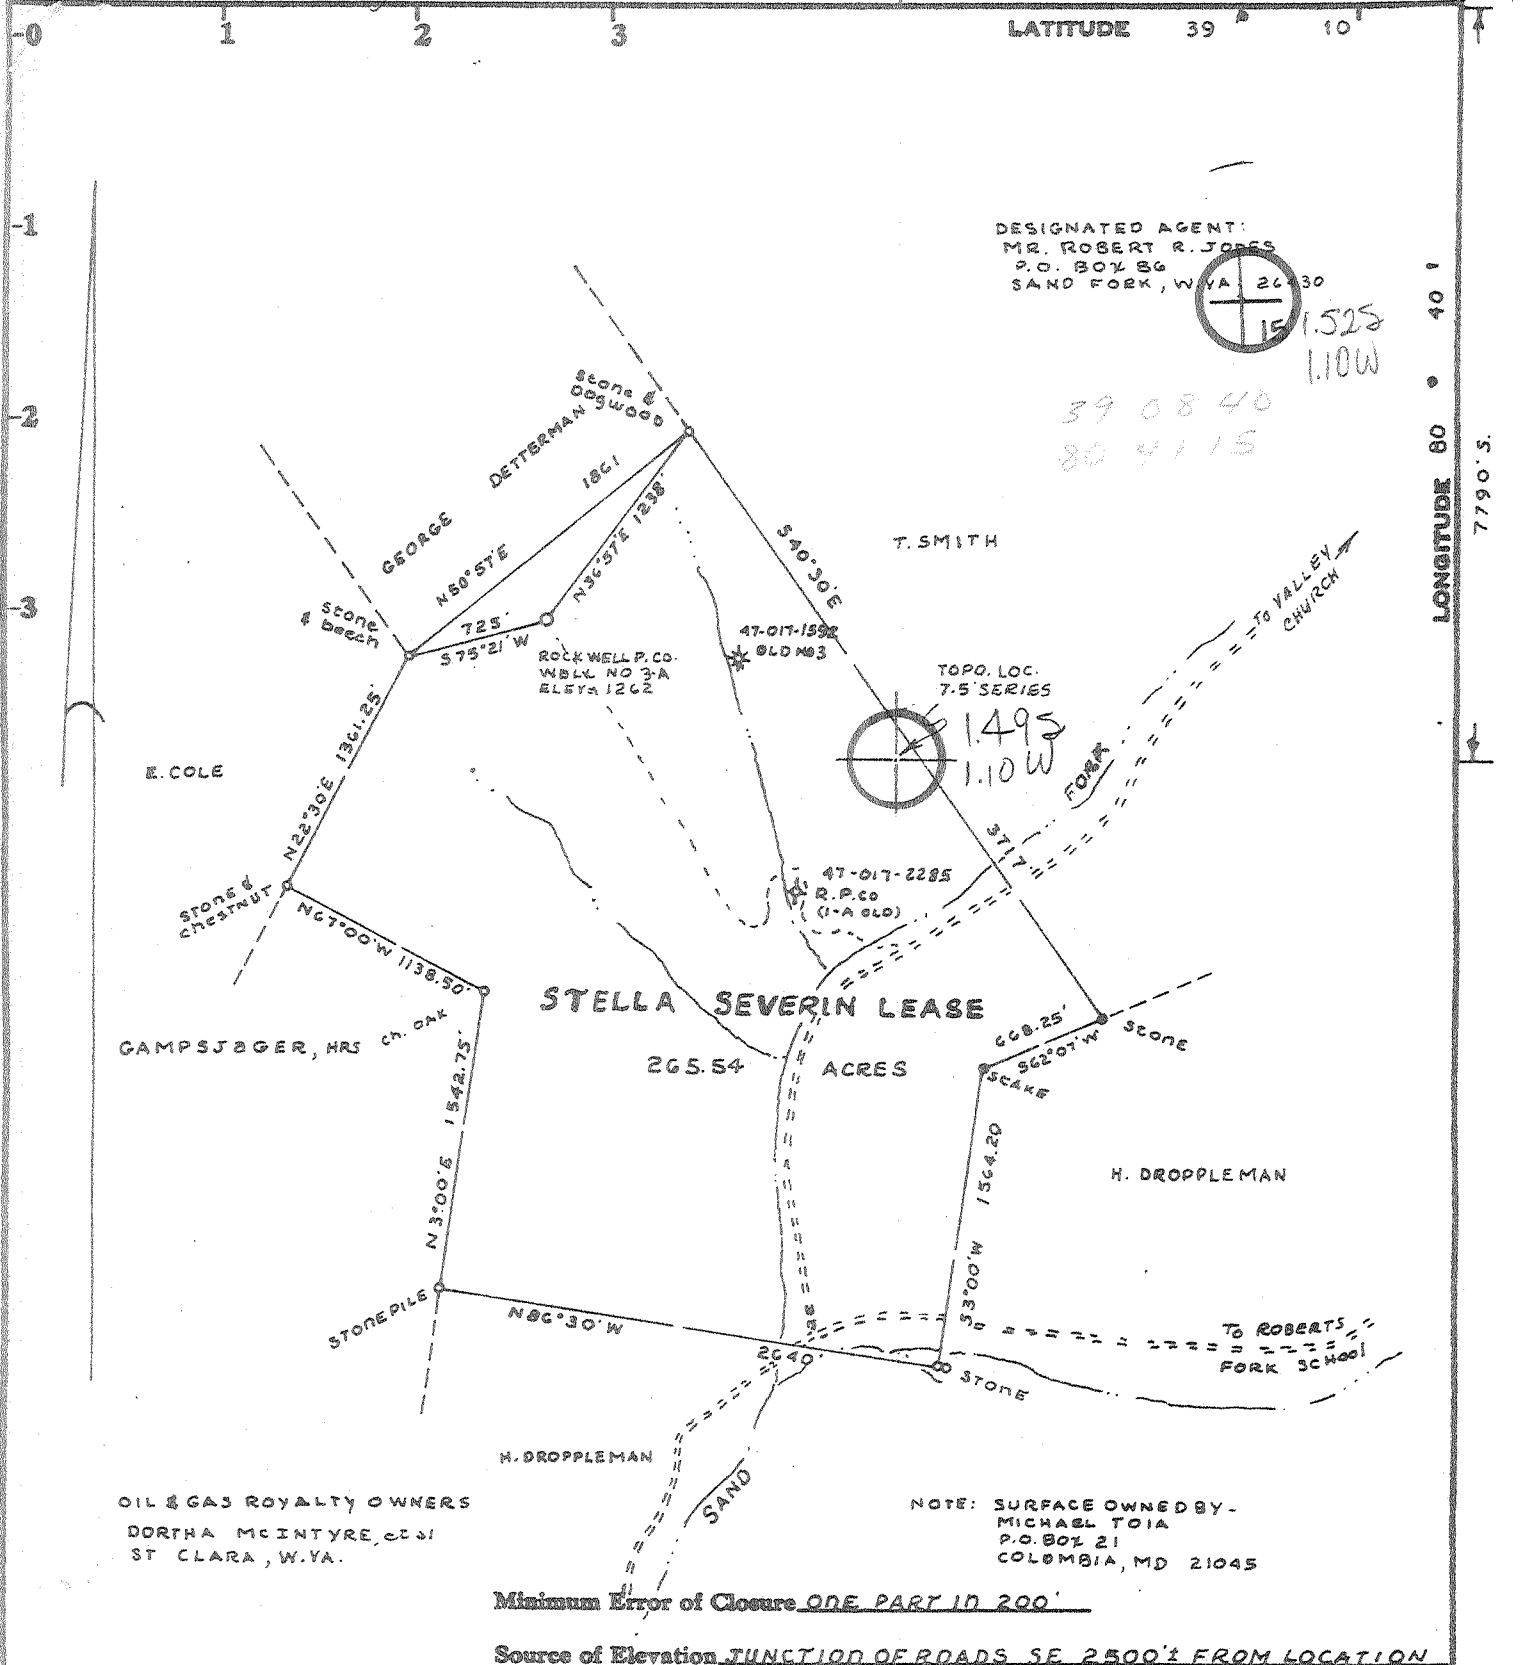 -0 1 2 3 LATITUDE 39° 10'
-1
-2
-3
DESIGNATED AGENT:
MR. ROBERT R. JONES
P.O. BOX 86
SAND FORK, W.VA 26430
15
1.52S
1.10W
39 08 40
80 41 15
LONGITUDE 80° 40'
7790'S.
STONE &
DOGWOOD
GEORGE DETTERMAN
1861
N50°57'E
N36°57'E 1238'
S40°30'E
T. SMITH
TO VALLEY
CHURCH
STONE
& beech
725'
S75°21'W
47-017-1592
OLD NO 3
ROCKWELL P. CO.
WELL NO 3-A
ELEV= 1262
TOPO. LOC.
7.5' SERIES
1.49S
1.10W
N22°30'E 1361.25'
E. COLE
FORK
3717
47-017-2285
R.P.CO
(1-A OLD)
STONE &
CHESTNUT
N67°00'W 1138.50'
STELLA SEVERIN LEASE
668.25'
S62°07'W
STONE
Ch. OAK
GAMPSJBGER, HRS
265.54 ACRES
SCAKE
N3°00'E 1542.75'
S3°00'W 1564.20
H. DROPPLEMAN
STONEPILE
N86°30'W
2640
TO ROBERTS
FORK SCHOOl
STONE
H. DROPPLEMAN
SAND
OIL & GAS ROYALTY OWNERS
DORTHA MCINTYRE, et al
ST CLARA, W.VA.
NOTE: SURFACE OWNED BY-
MICHAEL TOIA
P.O. BOX 21
COLOMBIA, MD 21045
Minimum Error of Closure ONE PART IN 200'
Source of Elevation JUNCTION OF ROADS SE 2500'± FROM LOCATION